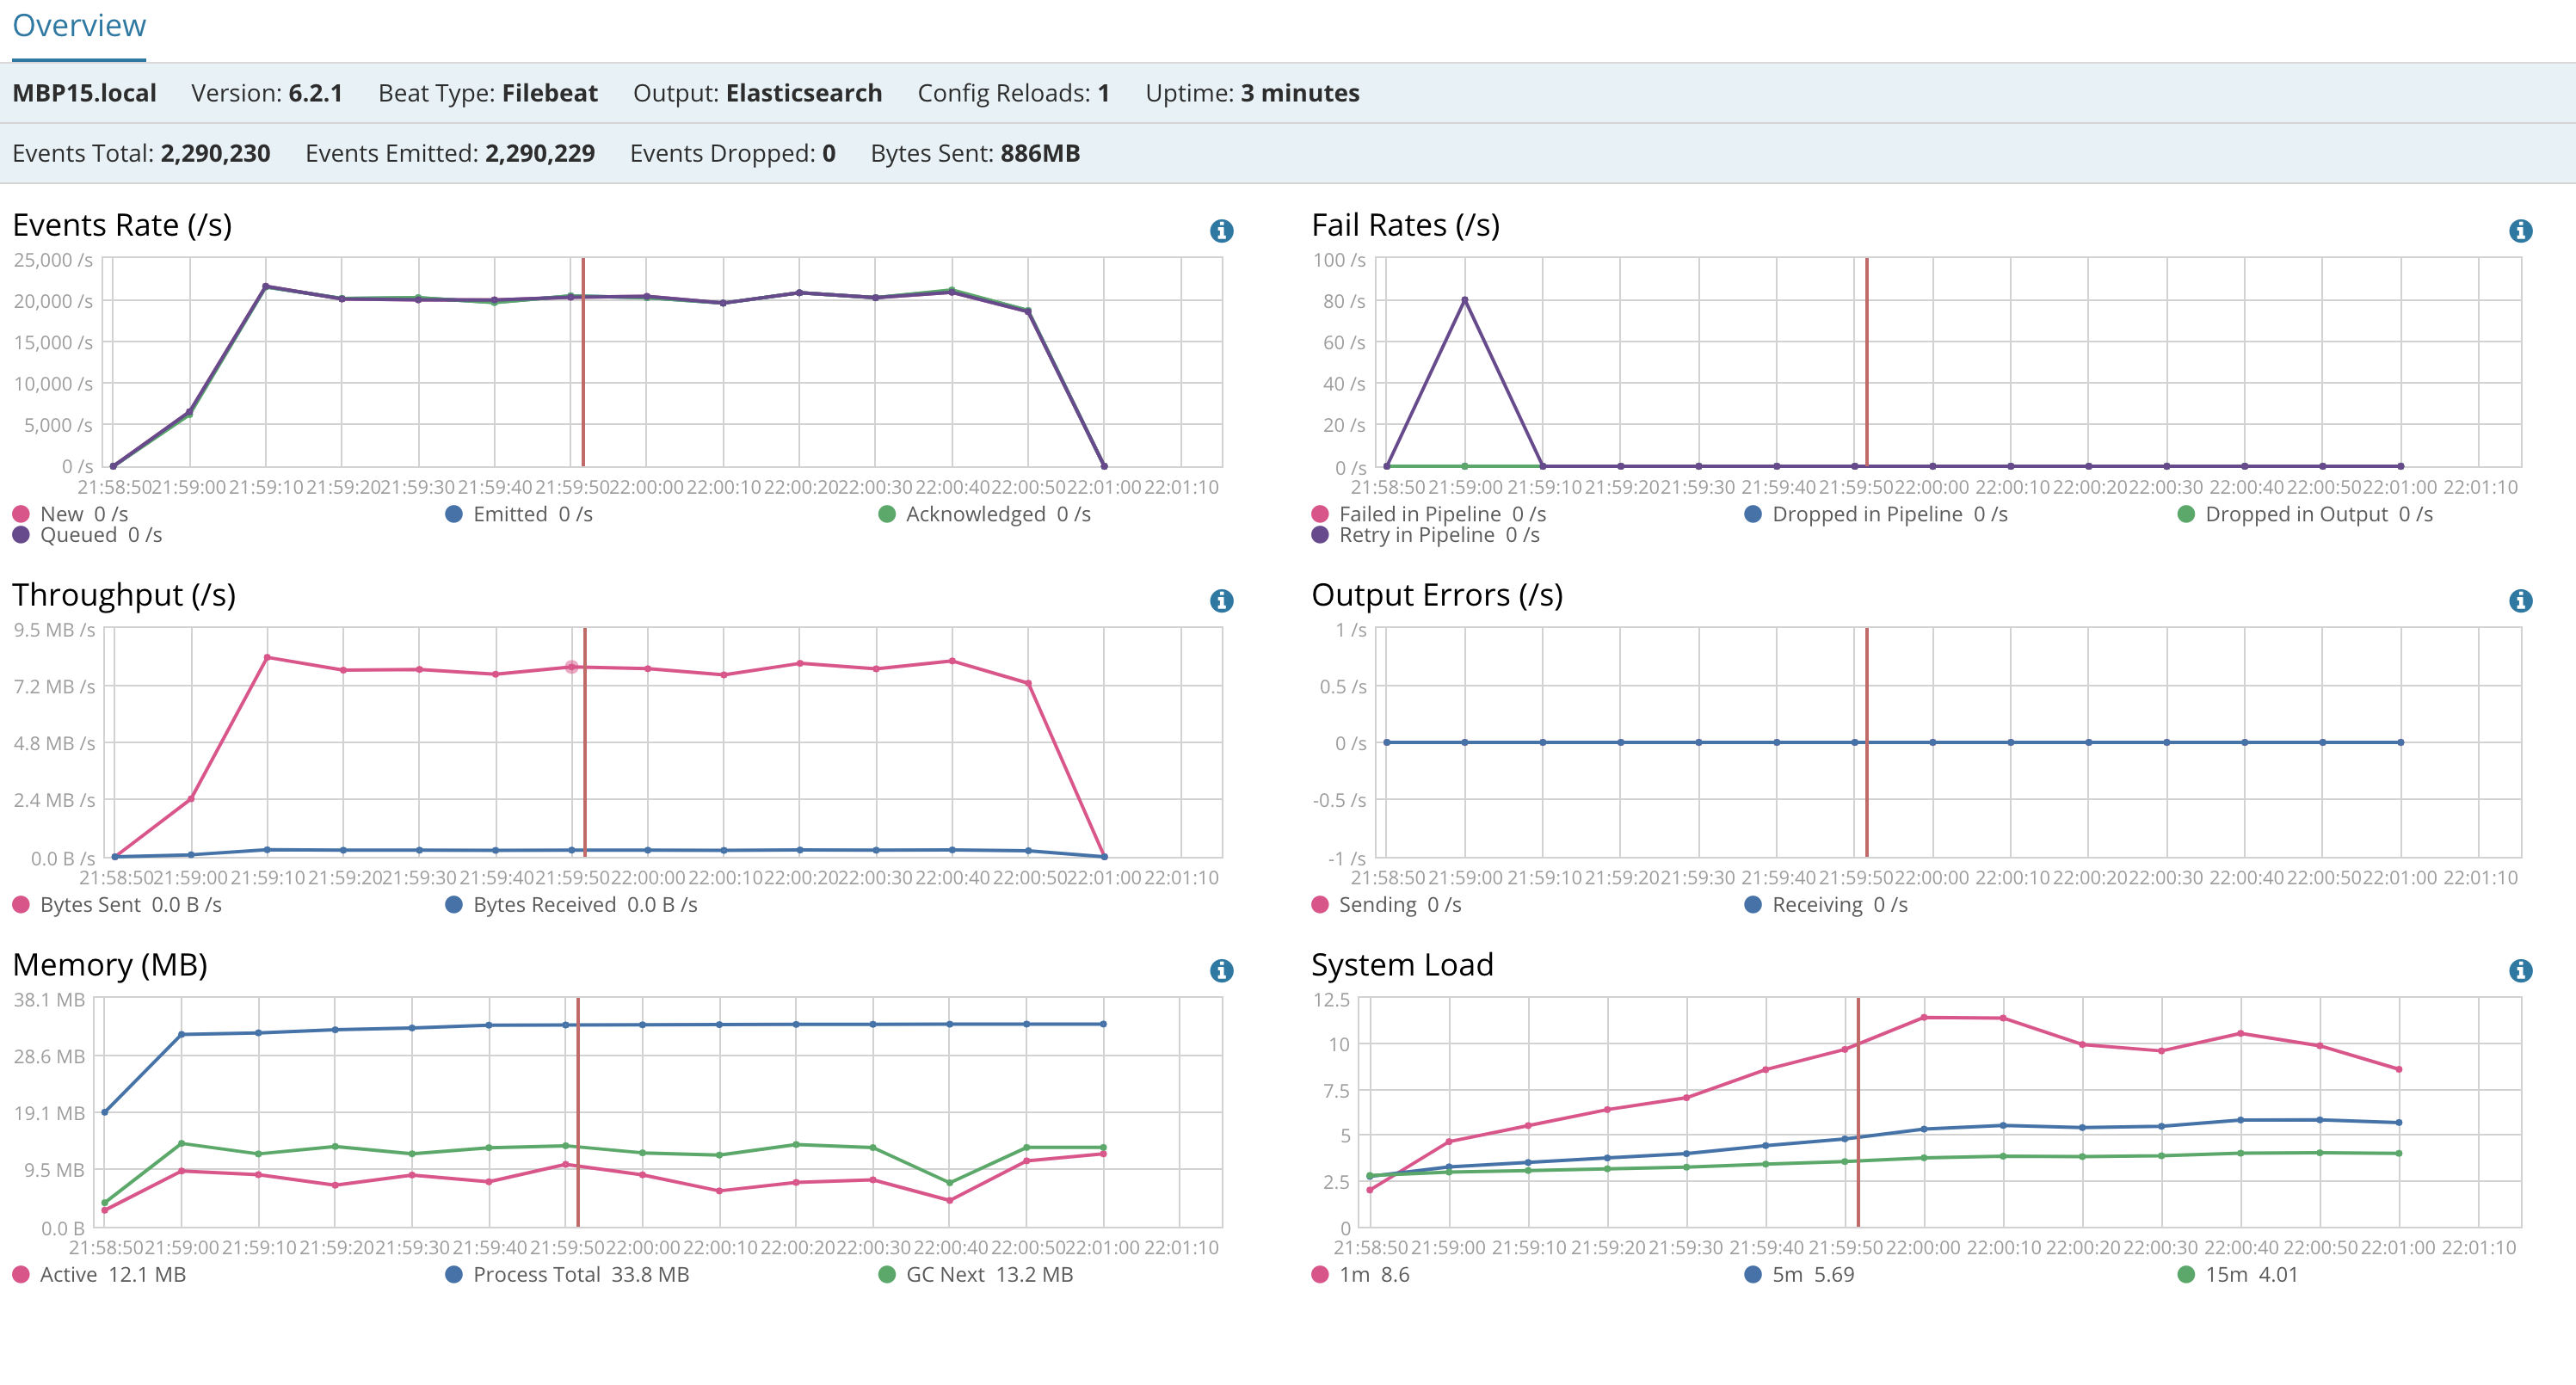 Overview
MBP15.local Version: 6.2.1 Beat Type: Filebeat Output: Elasticsearch Config Reloads: 1 Uptime: 3 minutes
Events Total: 2,290,230 Events Emitted: 2,290,229 Events Dropped: 0 Bytes Sent: 886MB
Events Rate (/s)
25,000 /s
20,000 /s
15,000 /s
10,000 /s
5,000 /s
0 /s
21:58:50 21:59:00 21:59:10 21:59:20 21:59:30 21:59:40 21:59:50 22:00:00 22:00:10 22:00:20 22:00:30 22:00:40 22:00:50 22:01:00 22:01:10
New 0 /s Emitted 0 /s Acknowledged 0 /s
Queued 0 /s
Fail Rates (/s)
100 /s
80 /s
60 /s
40 /s
20 /s
0 /s
21:58:50 21:59:00 21:59:10 21:59:20 21:59:30 21:59:40 21:59:50 22:00:00 22:00:10 22:00:20 22:00:30 22:00:40 22:00:50 22:01:00 22:01:10
Failed in Pipeline 0 /s Dropped in Pipeline 0 /s Dropped in Output 0 /s
Retry in Pipeline 0 /s
Throughput (/s)
9.5 MB /s
7.2 MB /s
4.8 MB /s
2.4 MB /s
0.0 B /s
21:58:50 21:59:00 21:59:10 21:59:20 21:59:30 21:59:40 21:59:50 22:00:00 22:00:10 22:00:20 22:00:30 22:00:40 22:00:50 22:01:00 22:01:10
Bytes Sent 0.0 B /s Bytes Received 0.0 B /s
Output Errors (/s)
1 /s
0.5 /s
0 /s
-0.5 /s
-1 /s
21:58:50 21:59:00 21:59:10 21:59:20 21:59:30 21:59:40 21:59:50 22:00:00 22:00:10 22:00:20 22:00:30 22:00:40 22:00:50 22:01:00 22:01:10
Sending 0 /s Receiving 0 /s
Memory (MB)
38.1 MB
28.6 MB
19.1 MB
9.5 MB
0.0 B
21:58:50 21:59:00 21:59:10 21:59:20 21:59:30 21:59:40 21:59:50 22:00:00 22:00:10 22:00:20 22:00:30 22:00:40 22:00:50 22:01:00 22:01:10
Active 12.1 MB Process Total 33.8 MB GC Next 13.2 MB
System Load
12.5
10
7.5
5
2.5
0
21:58:50 21:59:00 21:59:10 21:59:20 21:59:30 21:59:40 21:59:50 22:00:00 22:00:10 22:00:20 22:00:30 22:00:40 22:00:50 22:01:00 22:01:10
1m 8.6 5m 5.69 15m 4.01